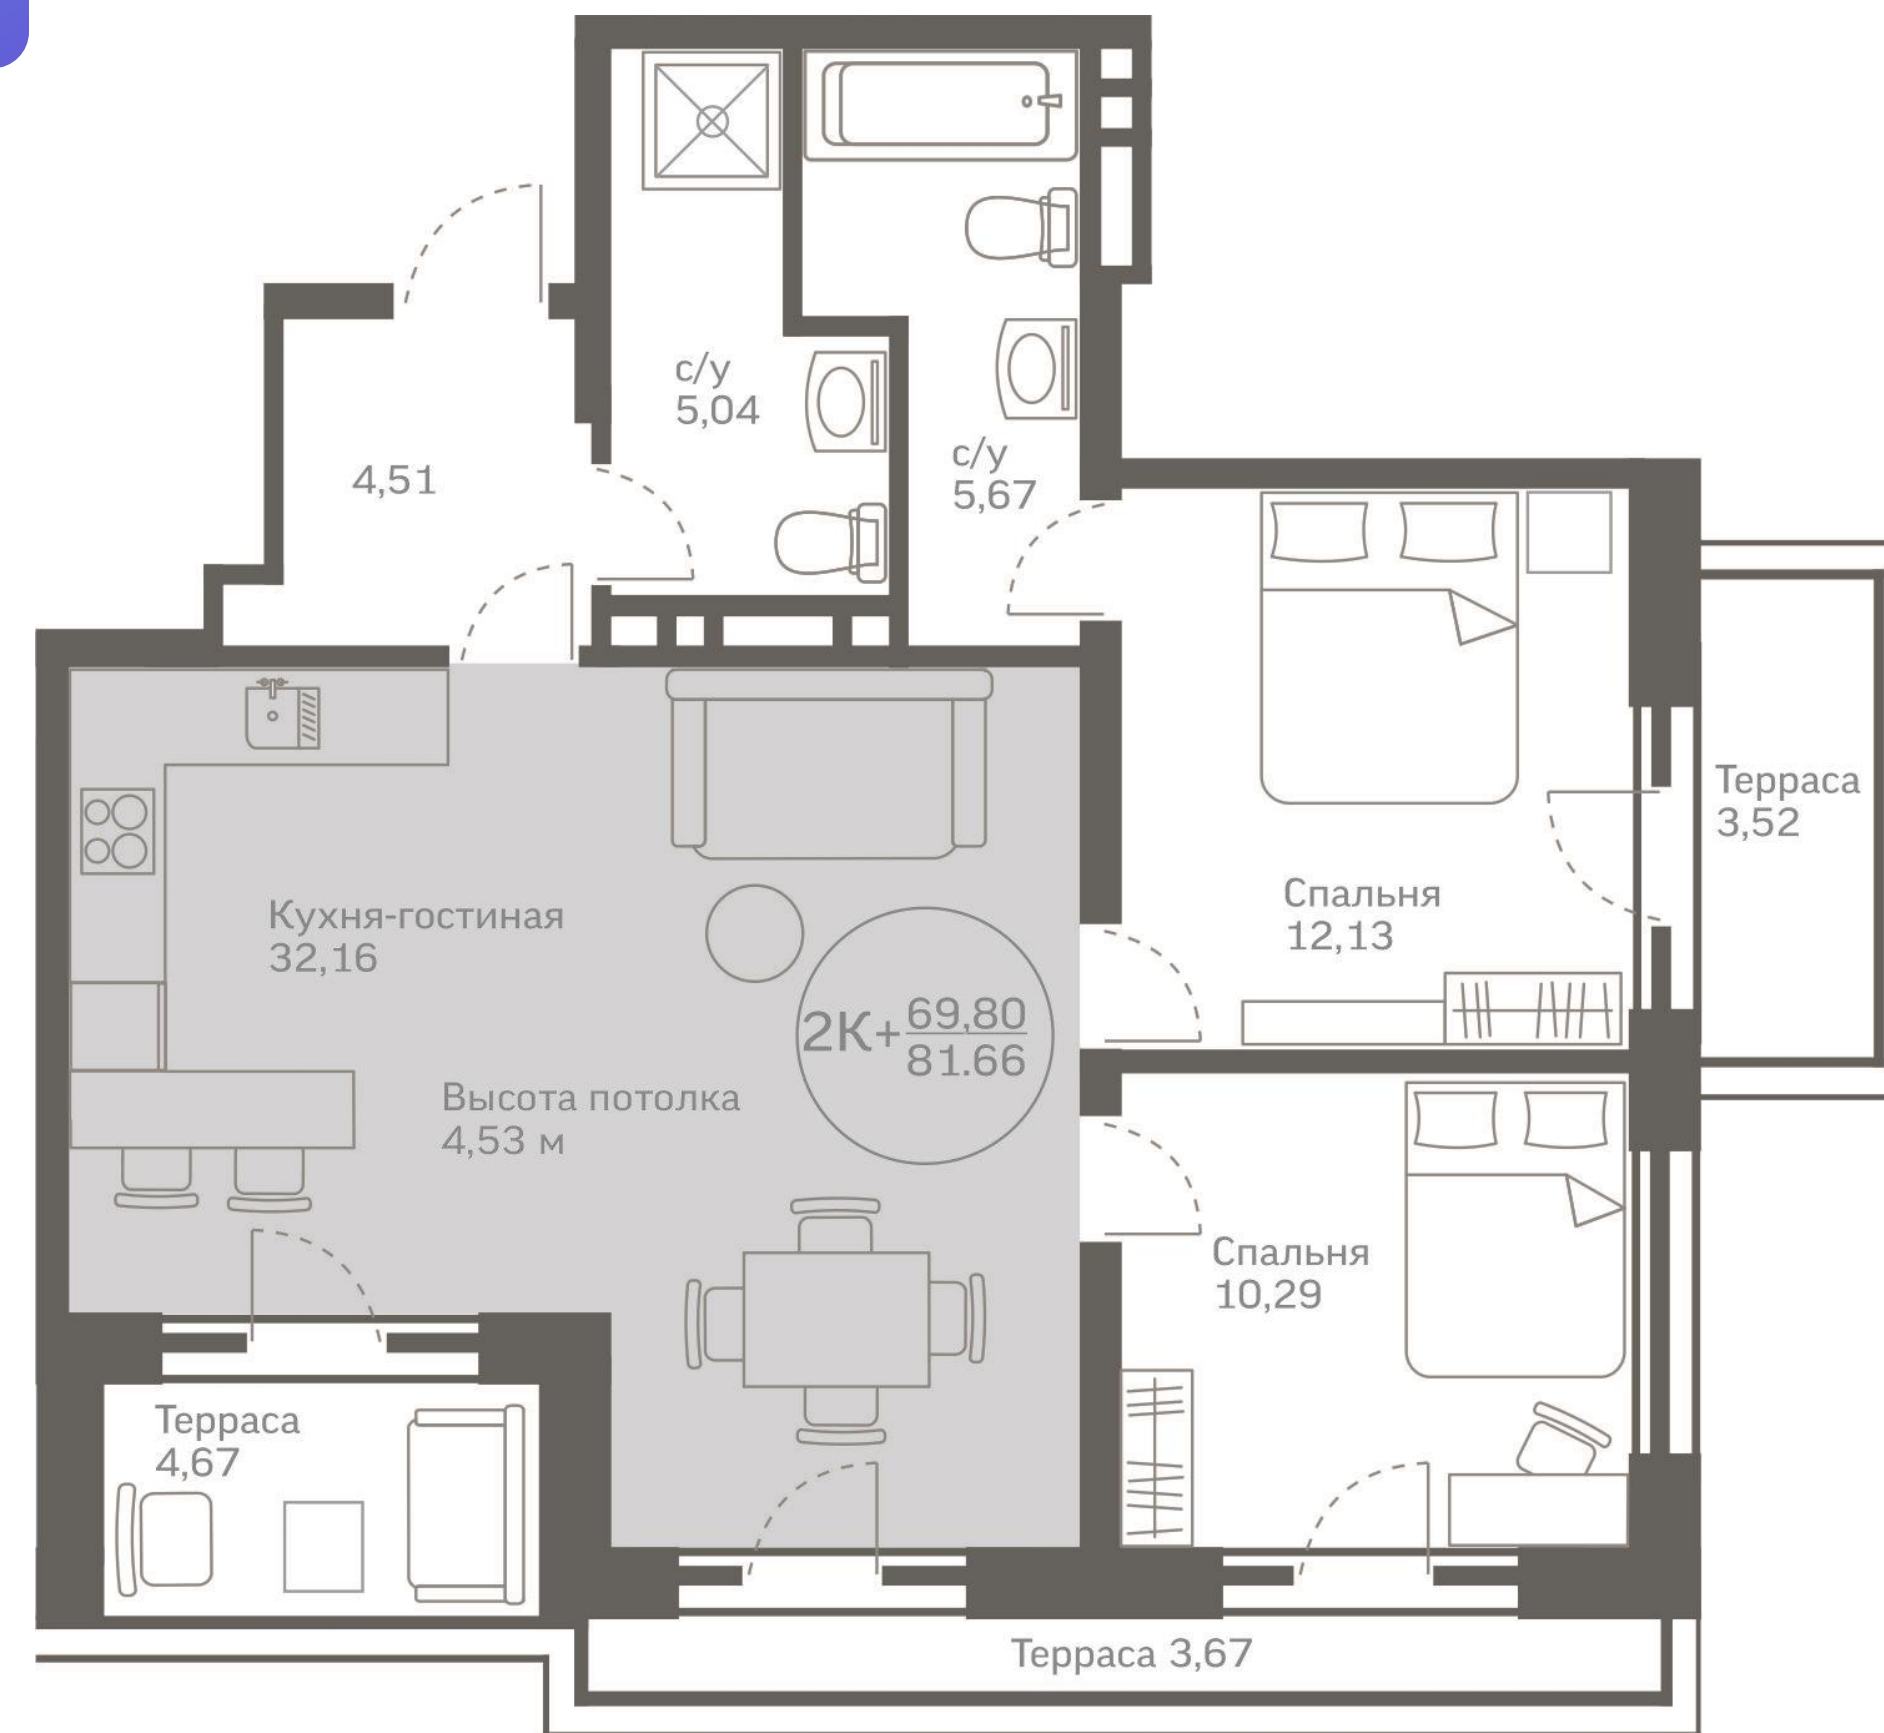 с/у
5,04
4,51
с/у
5,67
Терраса
3,52
Спальня
12,13
Кухня-гостиная
32,16
2К+ 69,80
81.66
Высота потолка
4,53 м
Спальня
10,29
Терраса
4,67
Терраса 3,67